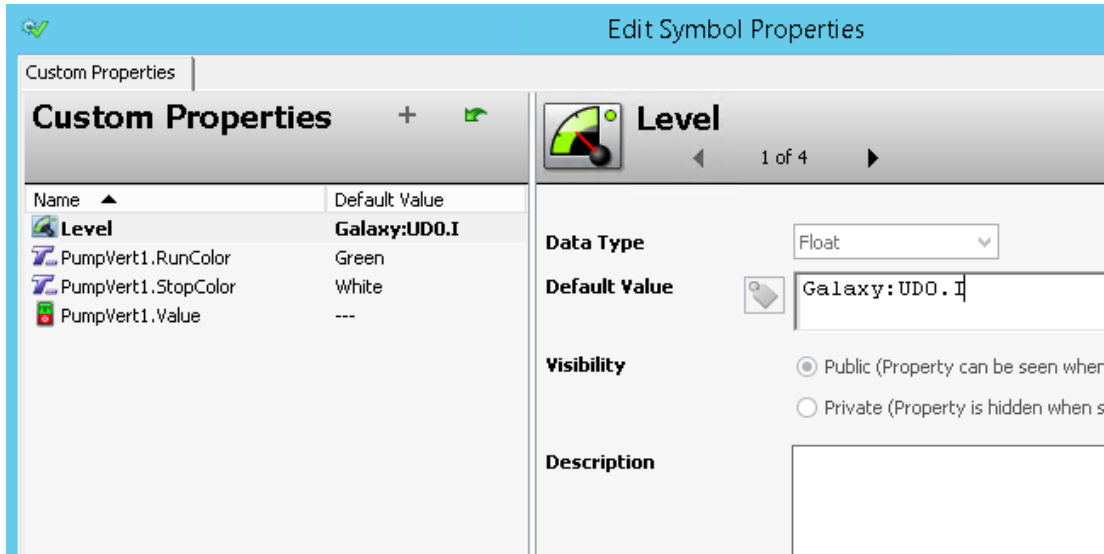 Edit Symbol Properties
Custom Properties
Custom Properties
Name Default Value
Level Galaxy:UD0.I
PumpVert1.RunColor Green
PumpVert1.StopColor White
PumpVert1.Value ---
Level
1 of 4
Data Type Float
Default Value Galaxy:UD0.I
Visibility Public (Property can be seen when
Private (Property is hidden when s
Description